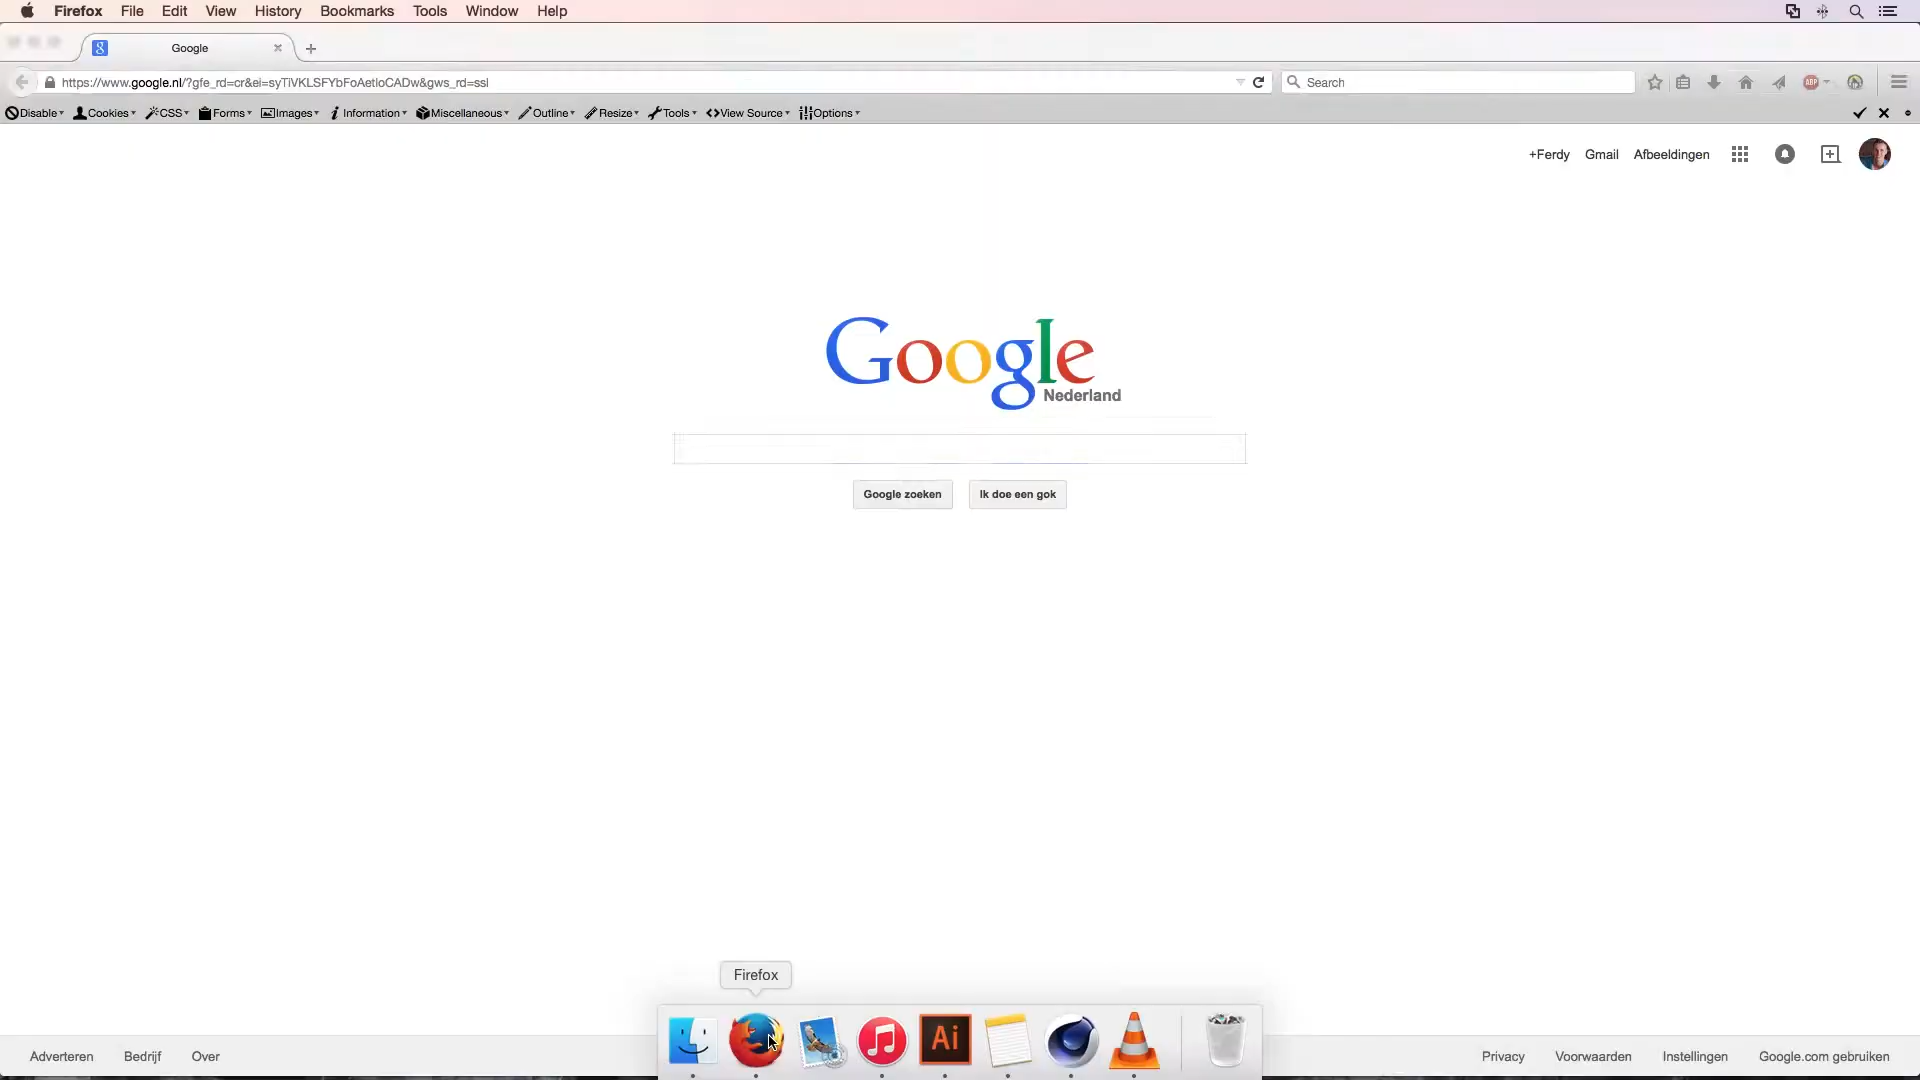 Firefox File Edit View History Bookmarks Tools Window Help
Google
https://www.google.nl/?gfe_rd=cr&ei=syTiVKLSFYbFoAetloCADw&gws_rd=ssl
Search
ABP
Disable Cookies CSS Forms Images Information Miscellaneous Outline Resize Tools View Source Options
+Ferdy Gmail Afbeeldingen
Google
Nederland
Google zoeken Ik doe een gok
Firefox
Ai
Adverteren Bedrijf Over Privacy Voorwaarden Instellingen Google.com gebruiken